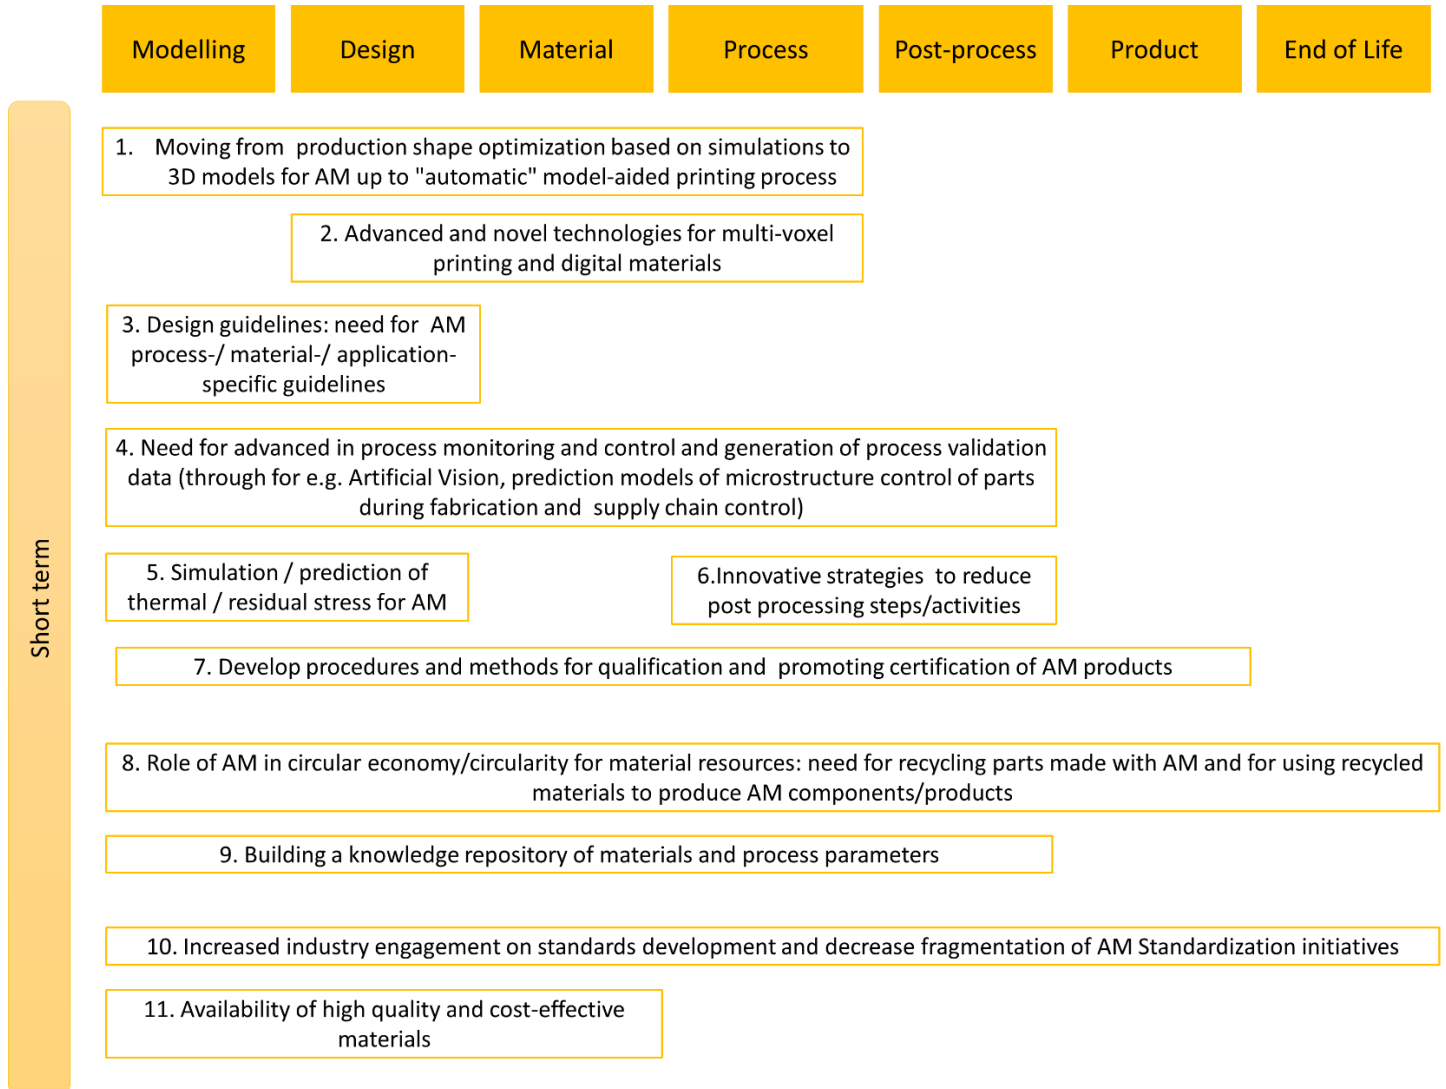 Modelling
Design
Material
Process
Post-process
Product
End of Life
Short term
1. Moving from production shape optimization based on simulations to
3D models for AM up to "automatic" model-aided printing process
2. Advanced and novel technologies for multi-voxel
printing and digital materials
3. Design guidelines: need for AM
process-/ material-/ application-
specific guidelines
4. Need for advanced in process monitoring and control and generation of process validation
data (through for e.g. Artificial Vision, prediction models of microstructure control of parts
during fabrication and supply chain control)
5. Simulation / prediction of
thermal / residual stress for AM
6.Innovative strategies to reduce
post processing steps/activities
7. Develop procedures and methods for qualification and promoting certification of AM products
8. Role of AM in circular economy/circularity for material resources: need for recycling parts made with AM and for using recycled
materials to produce AM components/products
9. Building a knowledge repository of materials and process parameters
10. Increased industry engagement on standards development and decrease fragmentation of AM Standardization initiatives
11. Availability of high quality and cost-effective
materials